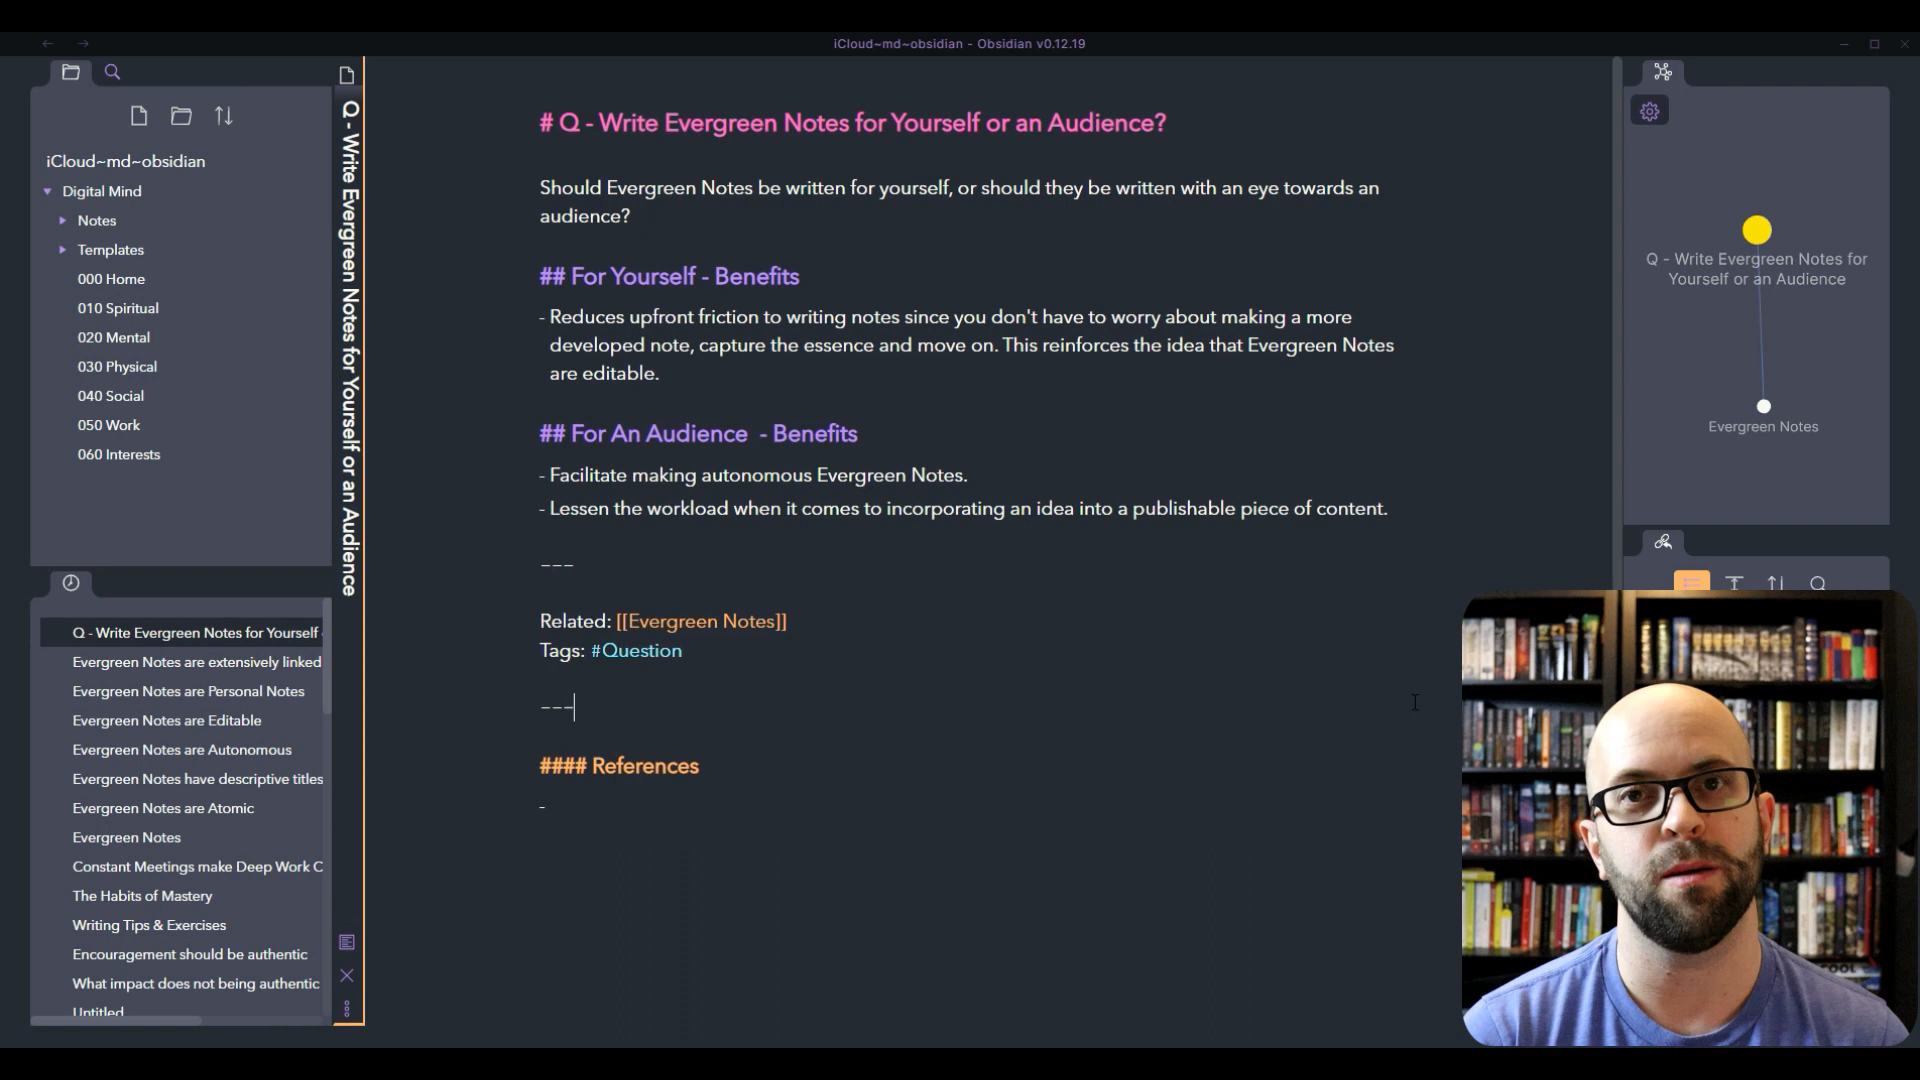 iCloud~md~obsidian - Obsidian v0.12.19
iCloud~md~obsidian
Digital Mind
Notes
Templates
000 Home
010 Spiritual
020 Mental
030 Physical
040 Social
050 Work
060 Interests
Q - Write Evergreen Notes for Yourself
Evergreen Notes are extensively linked
Evergreen Notes are Personal Notes
Evergreen Notes are Editable
Evergreen Notes are Autonomous
Evergreen Notes have descriptive titles
Evergreen Notes are Atomic
Evergreen Notes
Constant Meetings make Deep Work C
The Habits of Mastery
Writing Tips & Exercises
Encouragement should be authentic
What impact does not being authentic
Untitled
Q - Write Evergreen Notes for Yourself or an Audience
# Q - Write Evergreen Notes for Yourself or an Audience?
Should Evergreen Notes be written for yourself, or should they be written with an eye towards an
audience?
## For Yourself - Benefits
- Reduces upfront friction to writing notes since you don't have to worry about making a more
developed note, capture the essence and move on. This reinforces the idea that Evergreen Notes
are editable.
## For An Audience  - Benefits
- Facilitate making autonomous Evergreen Notes.
- Lessen the workload when it comes to incorporating an idea into a publishable piece of content.
---
Related: [[Evergreen Notes]]
Tags: #Question
---
#### References
-
Q - Write Evergreen Notes for
Yourself or an Audience
Evergreen Notes